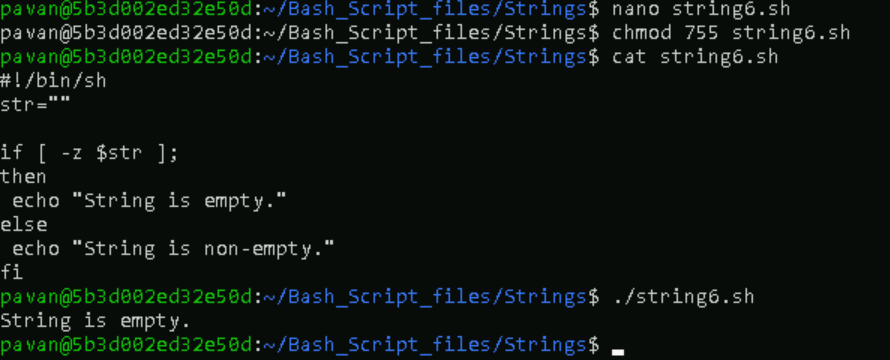 pavan@5b3d002ed32e50d:~/Bash_Script_files/Strings$ nano string6.sh
pavan@5b3d002ed32e50d:~/Bash_Script_files/Strings$ chmod 755 string6.sh
pavan@5b3d002ed32e50d:~/Bash_Script_files/Strings$ cat string6.sh
#!/bin/sh
str=""

if [ -z $str ];
then
 echo "String is empty."
else
 echo "String is non-empty."
fi
pavan@5b3d002ed32e50d:~/Bash_Script_files/Strings$ ./string6.sh
String is empty.
pavan@5b3d002ed32e50d:~/Bash_Script_files/Strings$